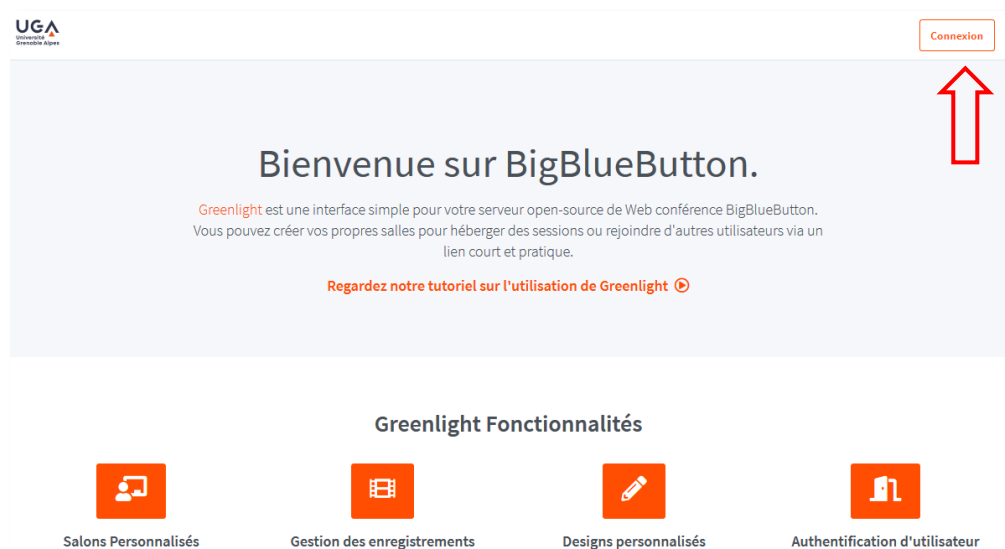 UGA
Université
Grenoble Alpes
Connexion
Bienvenue sur BigBlueButton.
Greenlight est une interface simple pour votre serveur open-source de Web conférence BigBlueButton.
Vous pouvez créer vos propres salles pour héberger des sessions ou rejoindre d'autres utilisateurs via un
lien court et pratique.
Regardez notre tutoriel sur l'utilisation de Greenlight
Greenlight Fonctionnalités
Salons Personnalisés
Gestion des enregistrements
Designs personnalisés
Authentification d'utilisateur